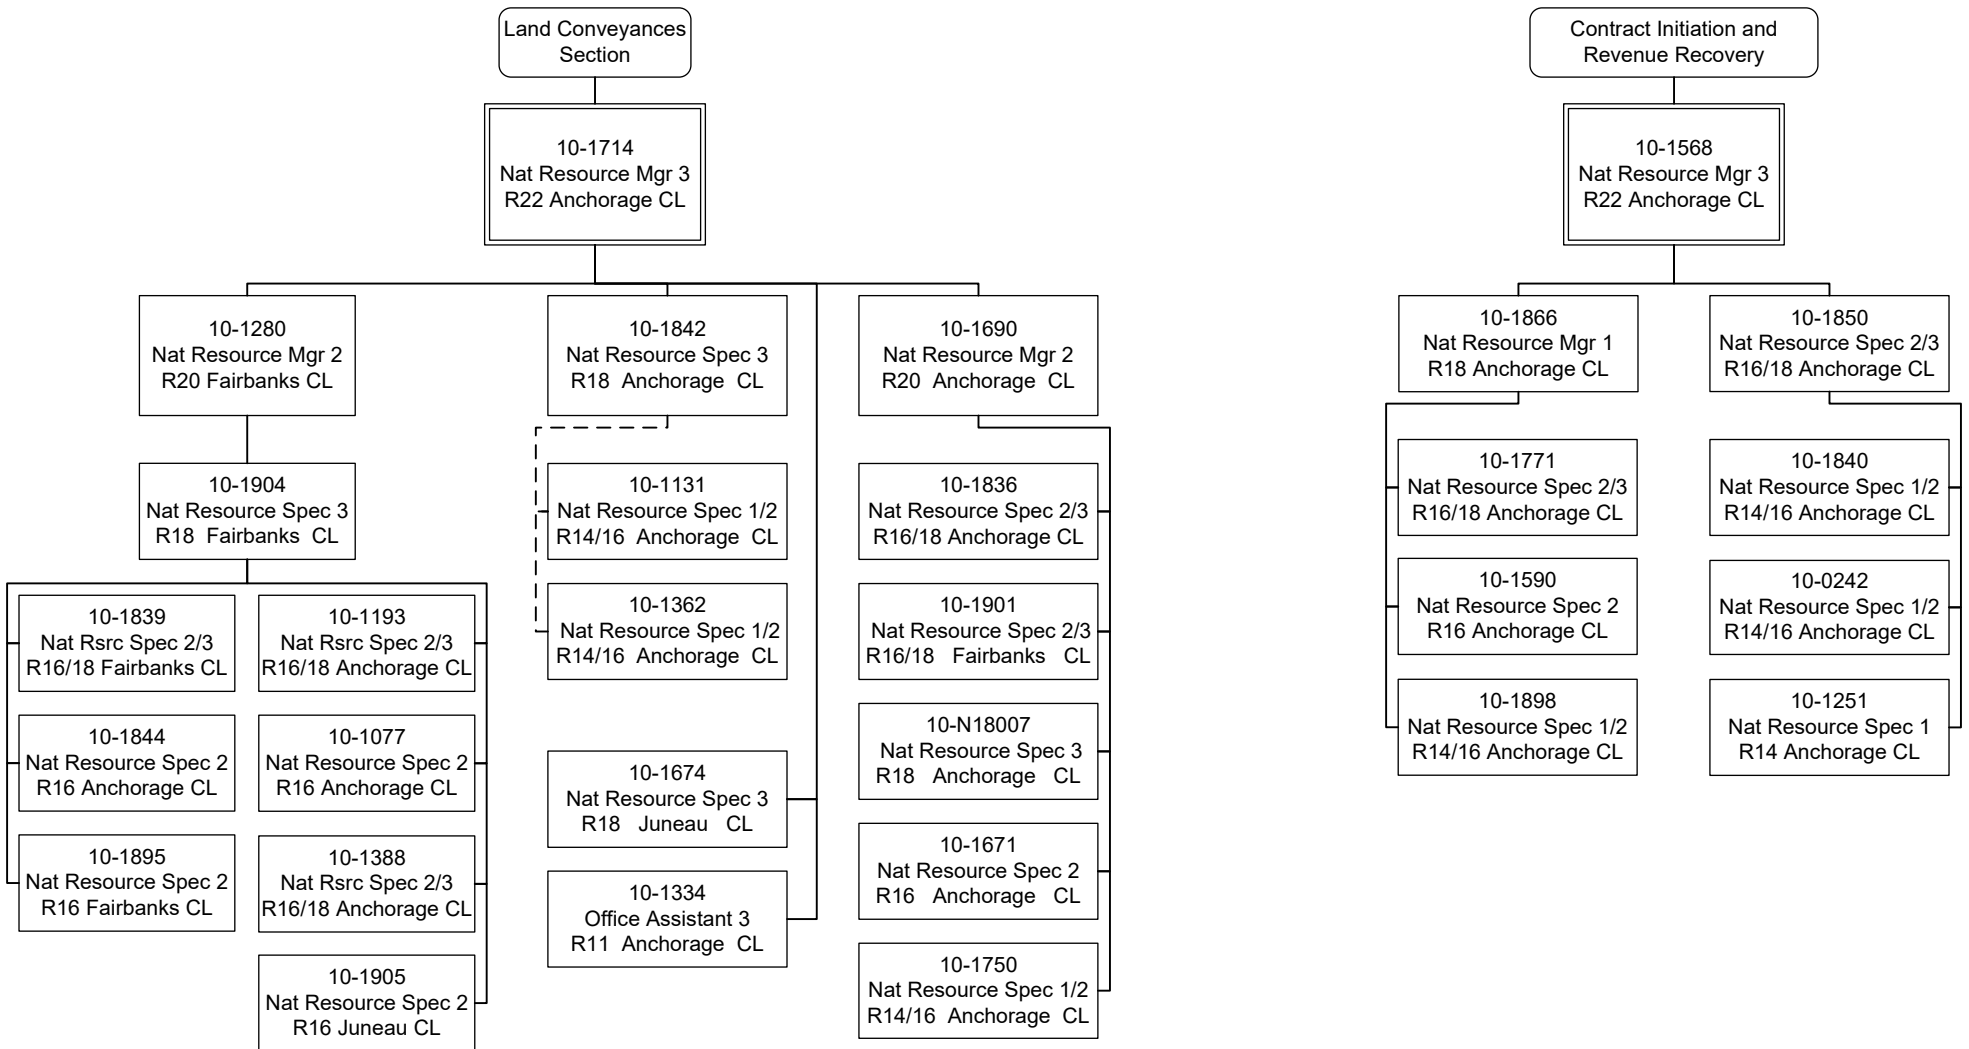 Land Conveyances
Section
10-1714
Nat Resource Mgr 3
R22 Anchorage CL
10-1280
Nat Resource Mgr 2
R20 Fairbanks CL
10-1904
Nat Resource Spec 3
R18 Fairbanks CL
10-1839
Nat Rsrc Spec 2/3
R16/18 Fairbanks CL
10-1844
Nat Resource Spec 2
R16 Anchorage CL
10-1895
Nat Resource Spec 2
R16 Fairbanks CL
10-1193
Nat Rsrc Spec 2/3
R16/18 Anchorage CL
10-1077
Nat Resource Spec 2
R16 Anchorage CL
10-1388
Nat Rsrc Spec 2/3
R16/18 Anchorage CL
10-1905
Nat Resource Spec 2
R16 Juneau CL
10-1842
Nat Resource Spec 3
R18 Anchorage CL
10-1131
Nat Resource Spec 1/2
R14/16 Anchorage CL
10-1362
Nat Resource Spec 1/2
R14/16 Anchorage CL
10-1674
Nat Resource Spec 3
R18 Juneau CL
10-1334
Office Assistant 3
R11 Anchorage CL
10-1690
Nat Resource Mgr 2
R20 Anchorage CL
10-1836
Nat Resource Spec 2/3
R16/18 Anchorage CL
10-1901
Nat Resource Spec 2/3
R16/18 Fairbanks CL
10-N18007
Nat Resource Spec 3
R18 Anchorage CL
10-1671
Nat Resource Spec 2
R16 Anchorage CL
10-1750
Nat Resource Spec 1/2
R14/16 Anchorage CL
Contract Initiation and
Revenue Recovery
10-1568
Nat Resource Mgr 3
R22 Anchorage CL
10-1866
Nat Resource Mgr 1
R18 Anchorage CL
10-1771
Nat Resource Spec 2/3
R16/18 Anchorage CL
10-1590
Nat Resource Spec 2
R16 Anchorage CL
10-1898
Nat Resource Spec 1/2
R14/16 Anchorage CL
10-1850
Nat Resource Spec 2/3
R16/18 Anchorage CL
10-1840
Nat Resource Spec 1/2
R14/16 Anchorage CL
10-0242
Nat Resource Spec 1/2
R14/16 Anchorage CL
10-1251
Nat Resource Spec 1
R14 Anchorage CL